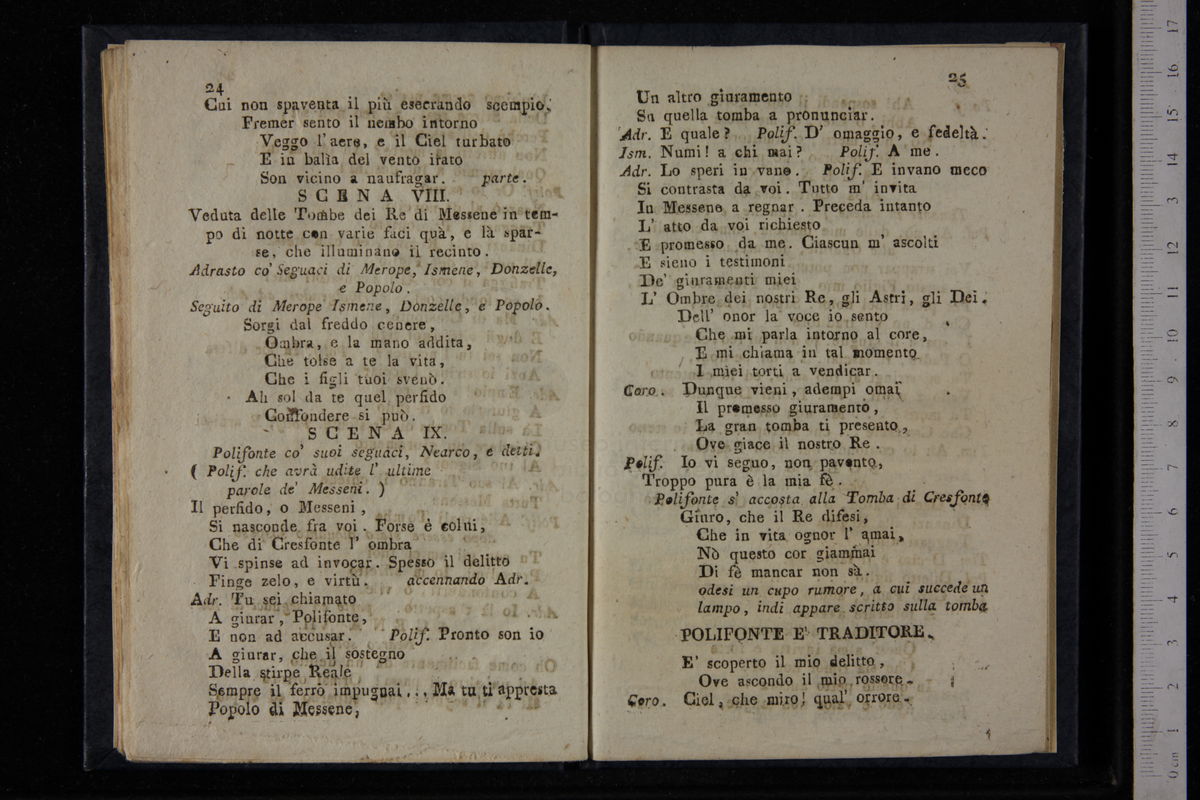 24
Cui non spaventa il più esecrando scempio.
Fremer sento il nembo intorno
Veggo l'aere, e il Ciel turbato
E in balìa del vento irato
Son vicino a naufragar. parte.
SCENA VIII.
Veduta delle Tombe dei Re di Messene in tem-
po di notte con varie faci quà, e là spar-
se, che illuminano il recinto.
Adrasto co' Seguaci di Merope, Ismene, Donzelle,
e Popolo.
Seguito di Merope Ismene, Donzelle, e Popolo.
Sorgi dal freddo cenere,
Ombra, e la mano addita,
Che tolse a te la vita,
Che i figli tuoi svenò.
Ah sol da te quel perfido
Confondere si può.
SCENA IX.
Polifonte co' suoi seguaci, Nearco, e detti.
( Polif. che avrà udite l' ultime
parole de' Messeni. )
Il perfido, o Messeni,
Si nasconde fra voi. Forse è colui,
Che di Cresfonte l' ombra
Vi spinse ad invocar. Spesso il delitto
Finge zelo, e virtù. accennando Adr.
Adr. Tu sei chiamato
A giurar, Polifonte,
E non ad accusar. Polif. Pronto son io
A giurar, che il sostegno
Della stirpe Reale
Sempre il ferro impugnai... Ma tu ti appresta
Popolo di Messene,
25
Un altro giuramento
Su quella tomba a pronunciar.
Adr. E quale? Polif. D' omaggio, e fedeltà.
Ism. Numi! a chi mai? Polif. A me.
Adr. Lo speri in vano. Polif. E invano meco
Si contrasta da voi. Tutto m' invita
In Messene a regnar. Preceda intanto
L' atto da voi richiesto
E promesso da me. Ciascun m' ascolti
E sieno i testimoni
De' giuramenti miei
L' Ombre dei nostri Re, gli Astri, gli Dei.
Dell' onor la voce io sento
Che mi parla intorno al core,
E mi chiama in tal momento
I miei torti a vendicar.
Coro. Dunque vieni, adempi omai
Il promesso giuramento,
La gran tomba ti presento,
Ove giace il nostro Re.
Polif. Io vi seguo, non pavento,
Troppo pura è la mia fè.
Polifonte s' accosta alla Tomba di Cresfonte
Giuro, che il Re difesi,
Che in vita ognor l' amai,
Nò questo cor giammai
Di fè mancar non sà.
odesi un cupo rumore, a cui succede un
lampo, indi appare scritto sulla tomba
POLIFONTE E' TRADITORE.
E' scoperto il mio delitto,
Ove ascondo il mio rossore.
Coro. Ciel, che miro! qual' orrore.